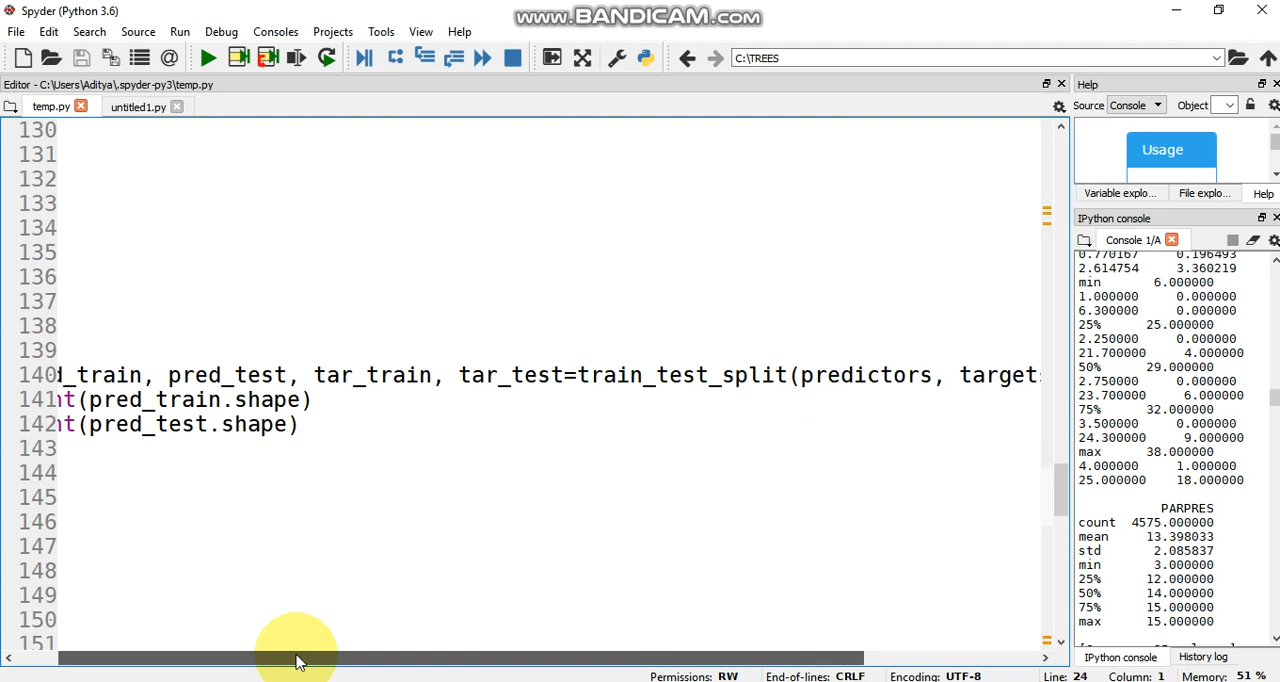 Spyder (Python 3.6)
www.BANDICAM.com
File Edit Search Source Run Debug Consoles Projects Tools View Help
C:\TREES
Editor - C:\Users\Aditya\.spyder-py3\temp.py
Help
temp.py untitled1.py
Source Console Object
130
131
132
133
134
135
136
137
138
139
140 _train, pred_test, tar_train, tar_test=train_test_split(predictors, target
141 nt(pred_train.shape)
142 nt(pred_test.shape)
143
144
145
146
147
148
149
150
151
Usage
Variable explo... File explo... Help
IPython console
Console 1/A
0.770167 0.196493
2.614754 3.360219
min 6.000000
1.000000 0.000000
6.300000 0.000000
25% 25.000000
2.250000 0.000000
21.700000 4.000000
50% 29.000000
2.750000 0.000000
23.700000 6.000000
75% 32.000000
3.500000 0.000000
24.300000 9.000000
max 38.000000
4.000000 1.000000
25.000000 18.000000
PARPRES
count 4575.000000
mean 13.398033
std 2.085837
min 3.000000
25% 12.000000
50% 14.000000
75% 15.000000
max 15.000000
IPython console History log
Permissions: RW End-of-lines: CRLF Encoding: UTF-8 Line: 24 Column: 1 Memory: 51 %